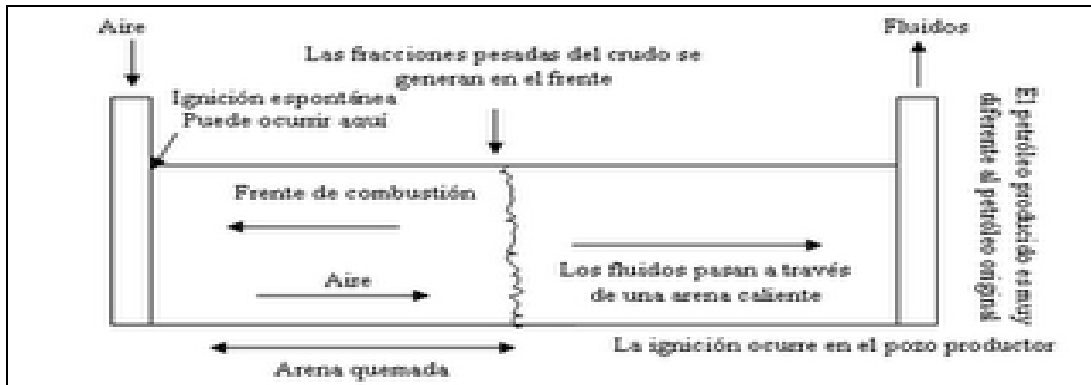 Aire
Fluidos
Las fracciones pesadas del crudo se
generan en el frente
Ignición espontánea
Puede ocurrir aquí
Frente de combustión
Aire
Los fluidos pasan a través
de una arena caliente
La ignición ocurre en el pozo productor
Arena quemada
El petróleo producido es muy
diferente al petróleo original